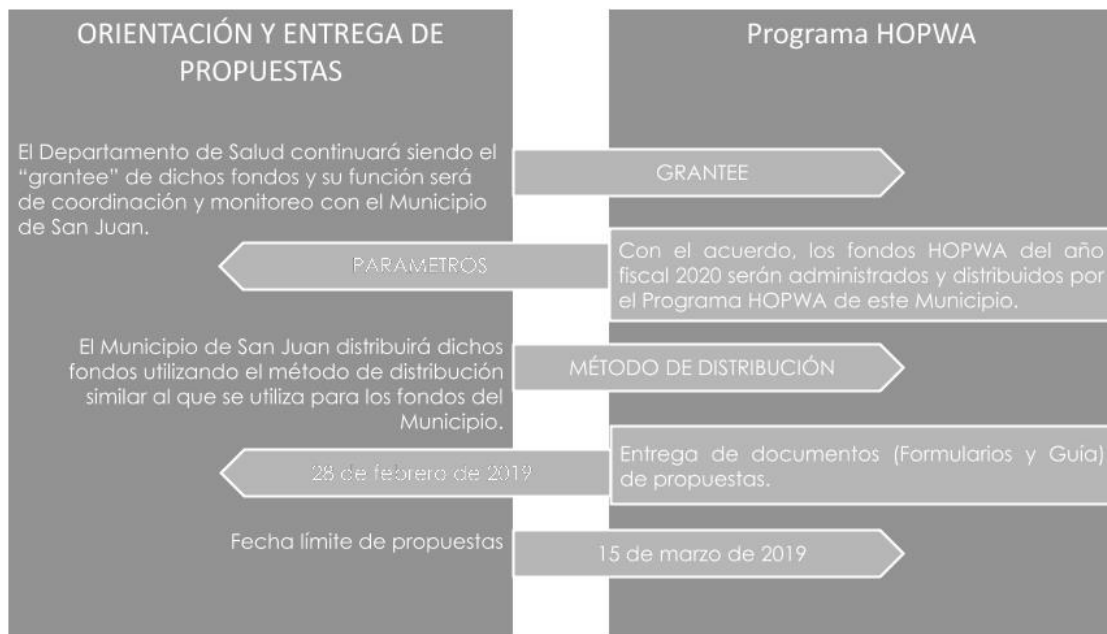 ORIENTACIÓN Y ENTREGA DE
PROPUESTAS
Programa HOPWA
El Departamento de Salud continuará siendo el
“grantee” de dichos fondos y su función será
de coordinación y monitoreo con el Municipio
de San Juan.
GRANTEE
PARAMETROS
Con el acuerdo, los fondos HOPWA del año
fiscal 2020 serán administrados y distribuidos por
el Programa HOPWA de este Municipio.
El Municipio de San Juan distribuirá dichos
fondos utilizando el método de distribución
similar al que se utiliza para los fondos del
Municipio.
MÉTODO DE DISTRIBUCIÓN
28 de febrero de 2019
Entrega de documentos (Formularios y Guía)
de propuestas.
Fecha límite de propuestas
15 de marzo de 2019